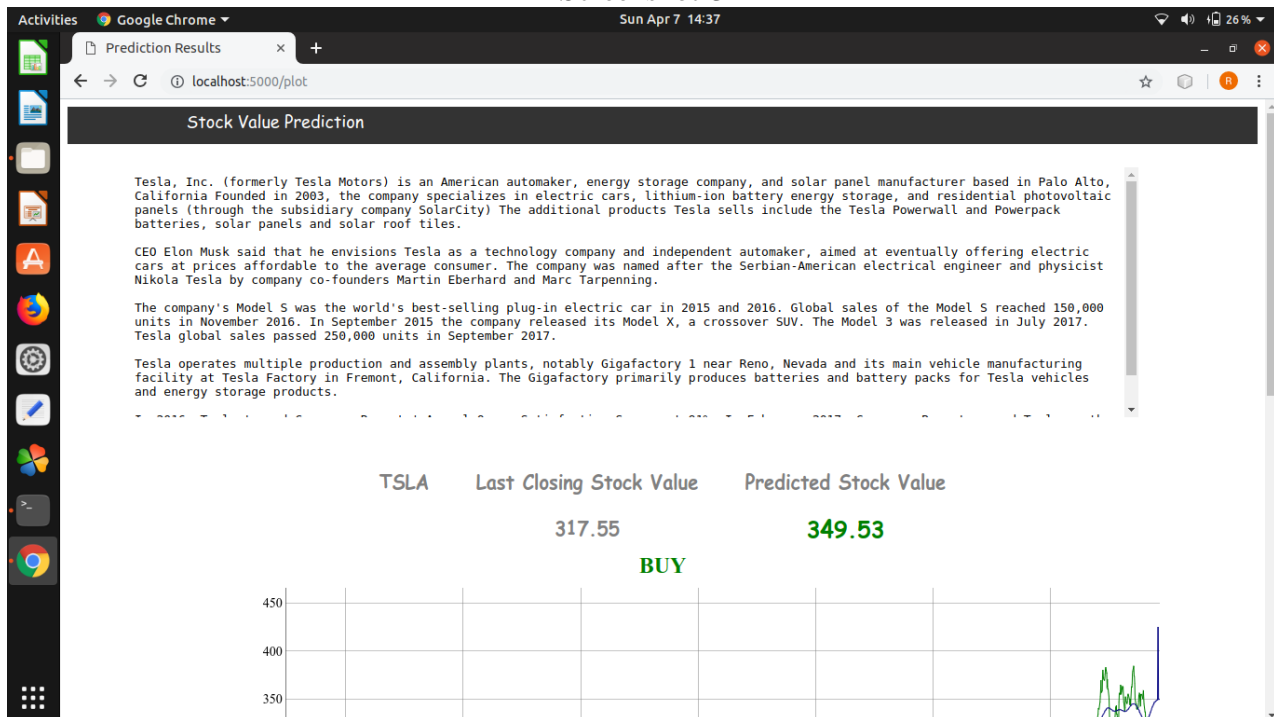 Activities
Google Chrome
Sun Apr 7 14:37
26%
Prediction Results
localhost:5000/plot
R
Stock Value Prediction
Tesla, Inc. (formerly Tesla Motors) is an American automaker, energy storage company, and solar panel manufacturer based in Palo Alto,
California Founded in 2003, the company specializes in electric cars, lithium-ion battery energy storage, and residential photovoltaic
panels (through the subsidiary company SolarCity) The additional products Tesla sells include the Tesla Powerwall and Powerpack
batteries, solar panels and solar roof tiles.
CEO Elon Musk said that he envisions Tesla as a technology company and independent automaker, aimed at eventually offering electric
cars at prices affordable to the average consumer. The company was named after the Serbian-American electrical engineer and physicist
Nikola Tesla by company co-founders Martin Eberhard and Marc Tarpenning.
The company's Model S was the world's best-selling plug-in electric car in 2015 and 2016. Global sales of the Model S reached 150,000
units in November 2016. In September 2015 the company released its Model X, a crossover SUV. The Model 3 was released in July 2017.
Tesla global sales passed 250,000 units in September 2017.
Tesla operates multiple production and assembly plants, notably Gigafactory 1 near Reno, Nevada and its main vehicle manufacturing
facility at Tesla Factory in Fremont, California. The Gigafactory primarily produces batteries and battery packs for Tesla vehicles
and energy storage products.
TSLA Last Closing Stock Value Predicted Stock Value
317.55 349.53
BUY
450
400
350